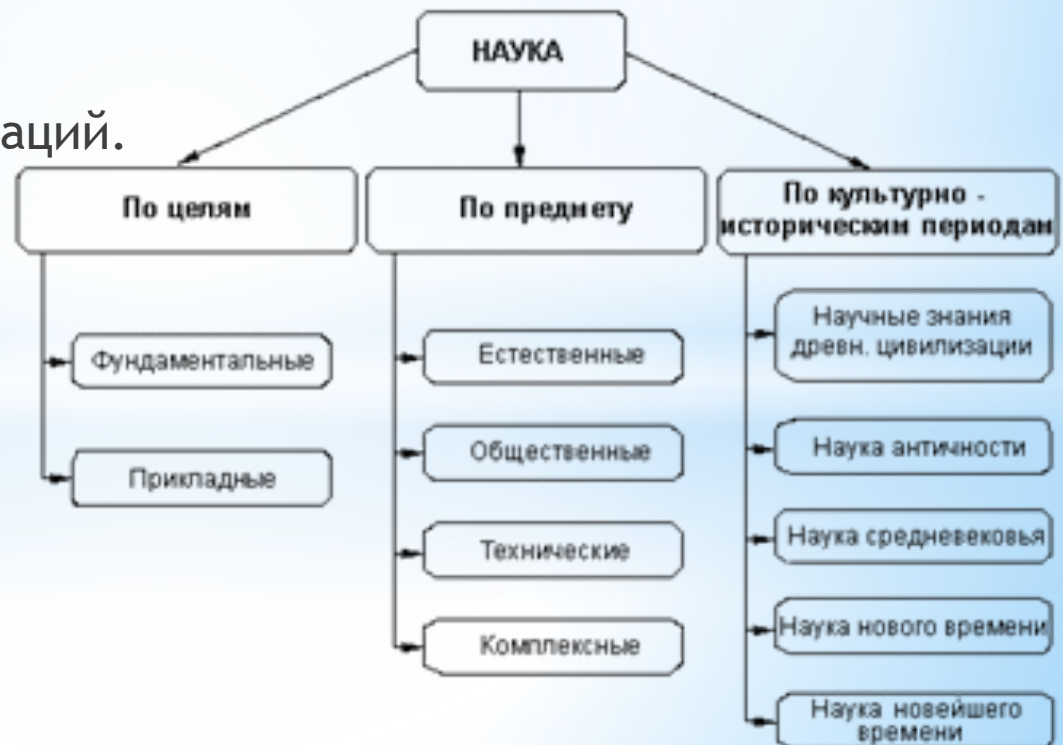 НАУКА
аций.
По целям
Фундаментальные
Прикладные
По предмету
Естественные
Общественные
Технические
Комплексные
По культурно -
историческим периодам
Научные знания
древн. цивилизации
Наука античности
Наука средневековья
Наука нового времени
Наука новейшего
времени